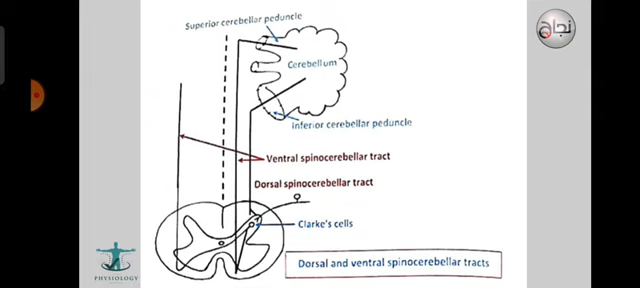 Superior cerebellar peduncle
نجاح
Cerebellum
Inferior cerebellar peduncle
Ventral spinocerebellar tract
Dorsal spinocerebellar tract
Clarke's cells
PHYSIOLOGY
Dorsal and ventral spinocerebellar tracts